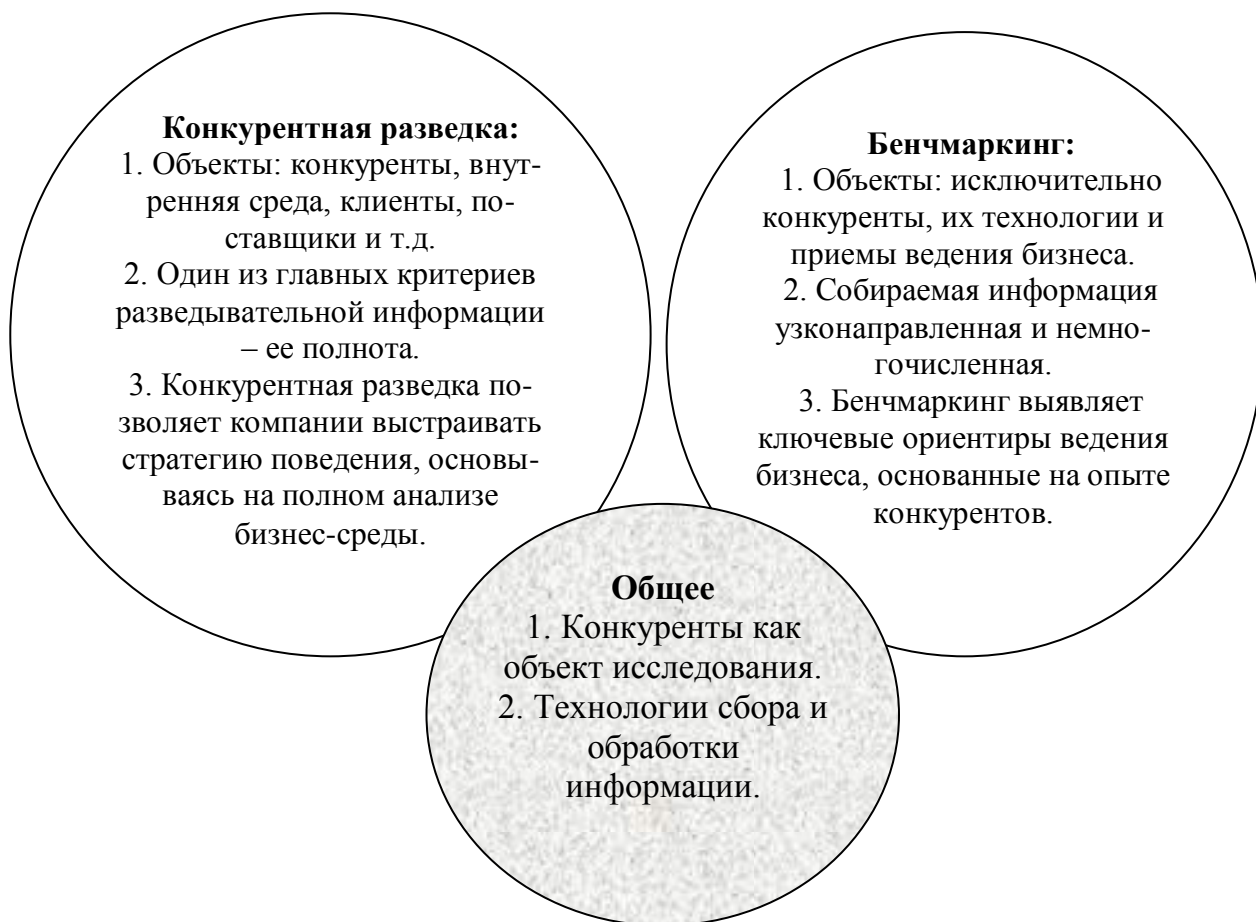 Конкурентная разведка:
1. Объекты: конкуренты, внут-
ренняя среда, клиенты, по-
ставщики и т.д.
2. Один из главных критериев
разведывательной информации
– ее полнота.
3. Конкурентная разведка по-
зволяет компании выстраивать
стратегию поведения, основы-
ваясь на полном анализе
бизнес-среды.
Бенчмаркинг:
1. Объекты: исключительно
конкуренты, их технологии и
приемы ведения бизнеса.
2. Собираемая информация
узконаправленная и немно-
гочисленная.
3. Бенчмаркинг выявляет
ключевые ориентиры ведения
бизнеса, основанные на опыте
конкурентов.
Общее
1. Конкуренты как
объект исследования.
2. Технологии сбора и
обработки
информации.